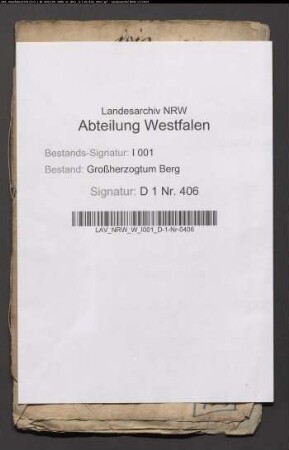 Landesarchiv NRW
Abteilung Westfalen
Bestands-Signatur: I 001
Bestand: Großherzogtum Berg
Signatur: D 1 Nr. 406
LAV_NRW_W_I001_D-1-Nr-0406